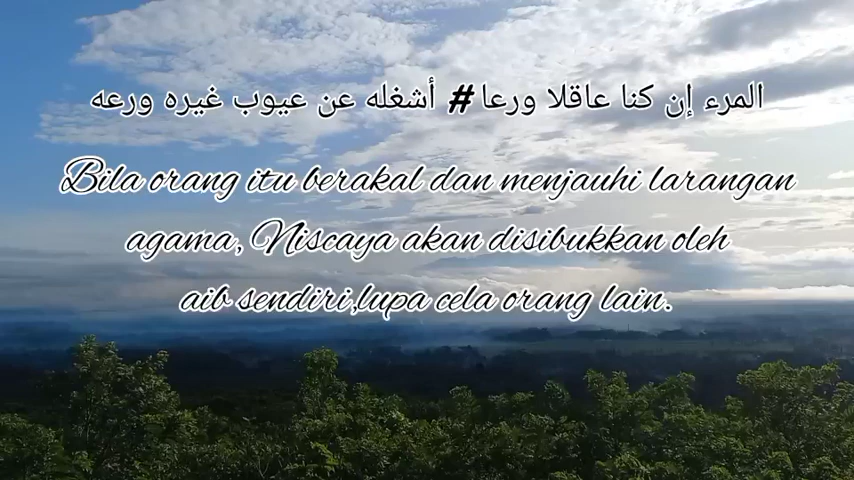 المرء إن كنا عاقلا ورعا # أشغله عن عيوب غيره ورعه
Bila orang itu berakal dan menjauhi larangan
agama, Niscaya akan disibukkan oleh
aib sendiri,lupa cela orang lain.